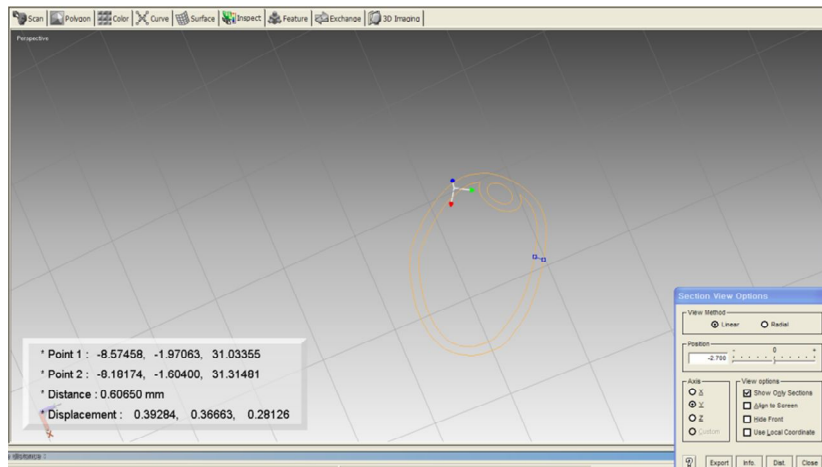 Scan Polygon Color Curve Surface Inspect Feature Exchange 3D Imaging
Perspective
Section View Options
View Method
Linear Radial
Position
- 0 +
-2.798
Axis
View options
X
Show Only Sections
Y
Align to Screen
Z
Hide Front
Custom
Use Local Coordinate
Export Info. Dist. Close
* Point 1 : -8.57458, -1.97063, 31.03355
* Point 2 : -8.18174, -1.60400, 31.31481
* Distance : 0.60650 mm
* Displacement : 0.39284, 0.36663, 0.28126